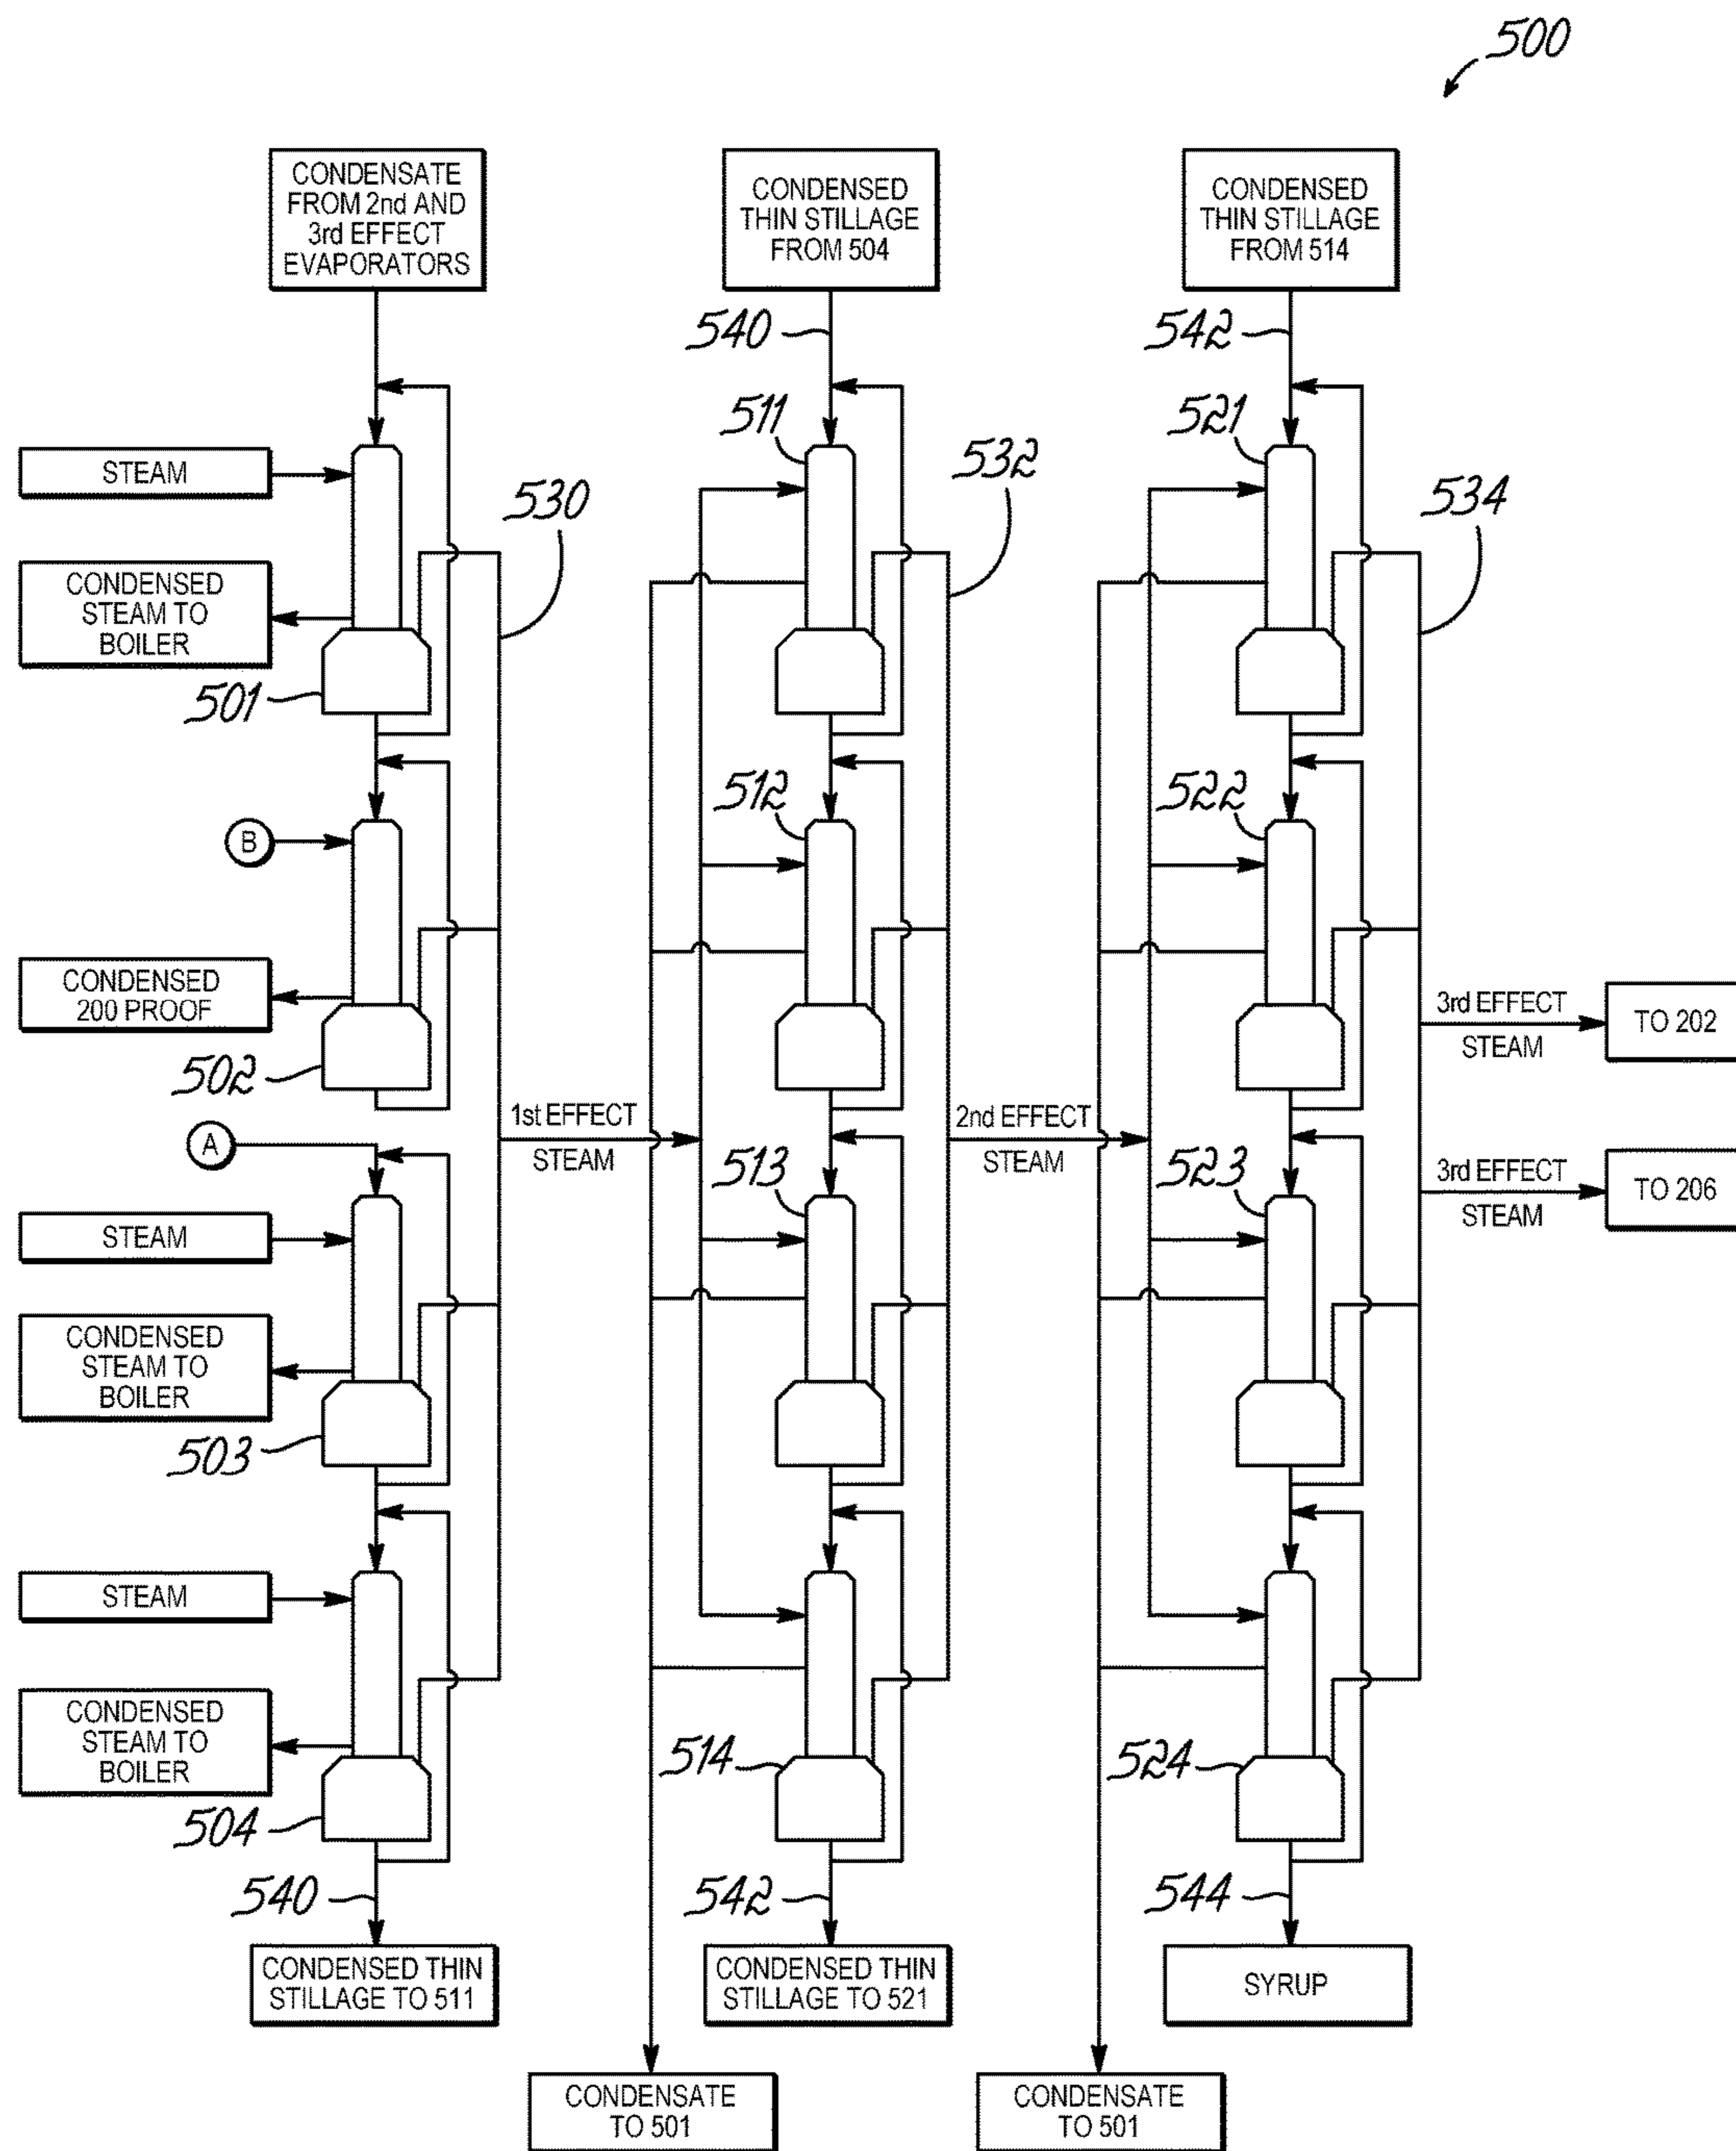 500
CONDENSATE
FROM 2nd AND
3rd EFFECT
EVAPORATORS
CONDENSED
THIN STILLAGE
FROM 504
CONDENSED
THIN STILLAGE
FROM 514
540
542
STEAM
511
521
530
532
534
CONDENSED
STEAM TO
BOILER
501
512
522
B
CONDENSED
200 PROOF
502
3rd EFFECT
STEAM
TO 202
A
1st EFFECT
STEAM
2nd EFFECT
STEAM
513
523
3rd EFFECT
STEAM
TO 206
STEAM
CONDENSED
STEAM TO
BOILER
503
STEAM
CONDENSED
STEAM TO
BOILER
504
514
524
540
542
544
CONDENSED THIN
STILLAGE TO 511
CONDENSED THIN
STILLAGE TO 521
SYRUP
CONDENSATE
TO 501
CONDENSATE
TO 501